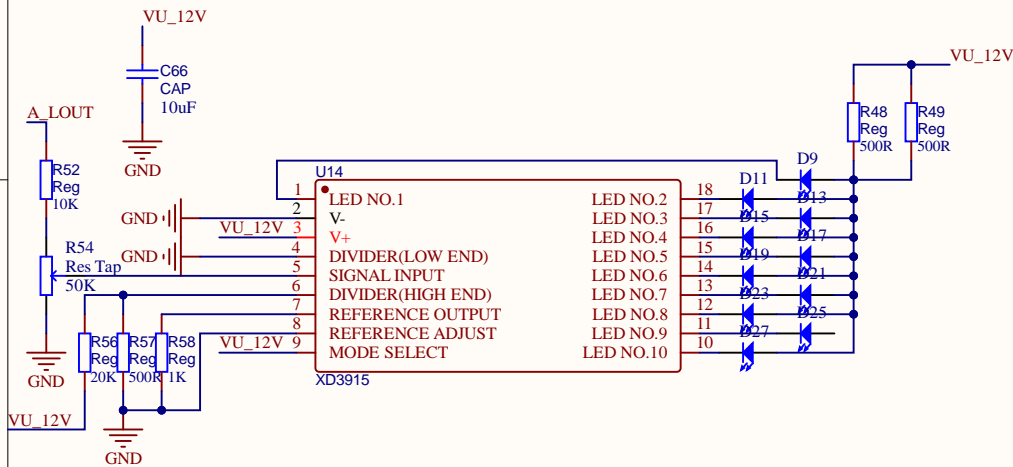 VU_12V
C66
CAP
10uF
GND
A_LOUT
R52
Reg
10K
R54
Res Tap
50K
GND
GND
VU_12V
GND
VU_12V
R56
Reg
20K
R57
Reg
500R
R58
Reg
1K
VU_12V
GND
U14
1 LED NO.1
2 V-
3 V+
4 DIVIDER(LOW END)
5 SIGNAL INPUT
6 DIVIDER(HIGH END)
7 REFERENCE OUTPUT
8 REFERENCE ADJUST
9 MODE SELECT
LED NO.2 18
LED NO.3 17
LED NO.4 16
LED NO.5 15
LED NO.6 14
LED NO.7 13
LED NO.8 12
LED NO.9 11
LED NO.10 10
XD3915
D9
D11
D13
D15
D17
D19
D21
D23
D25
D27
VU_12V
R48
Reg
500R
R49
Reg
500R